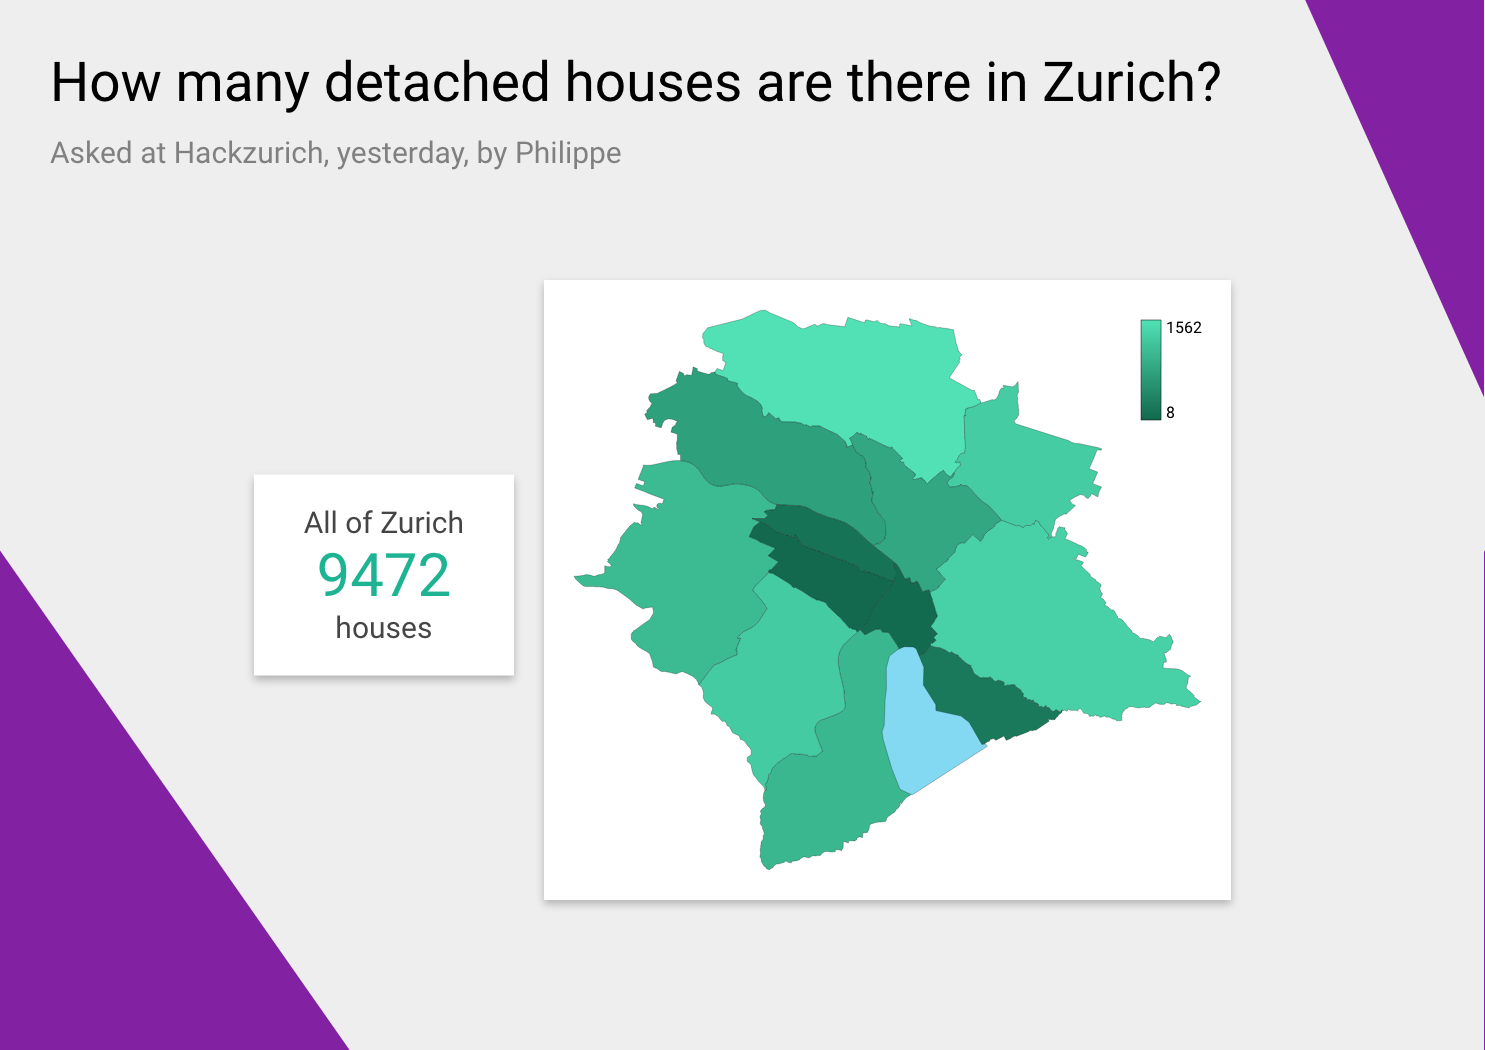 How many detached houses are there in Zurich?
Asked at Hackzurich, yesterday, by Philippe
All of Zurich
9472
houses
1562
8